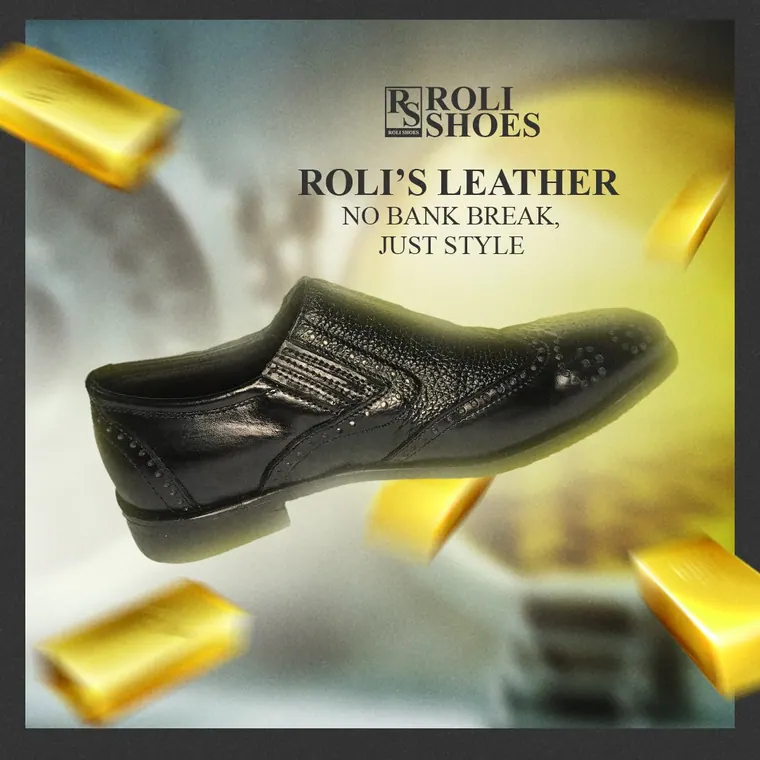 RS
ROLI SHOES
ROLI
SHOES
ROLI’S LEATHER
NO BANK BREAK,
JUST STYLE